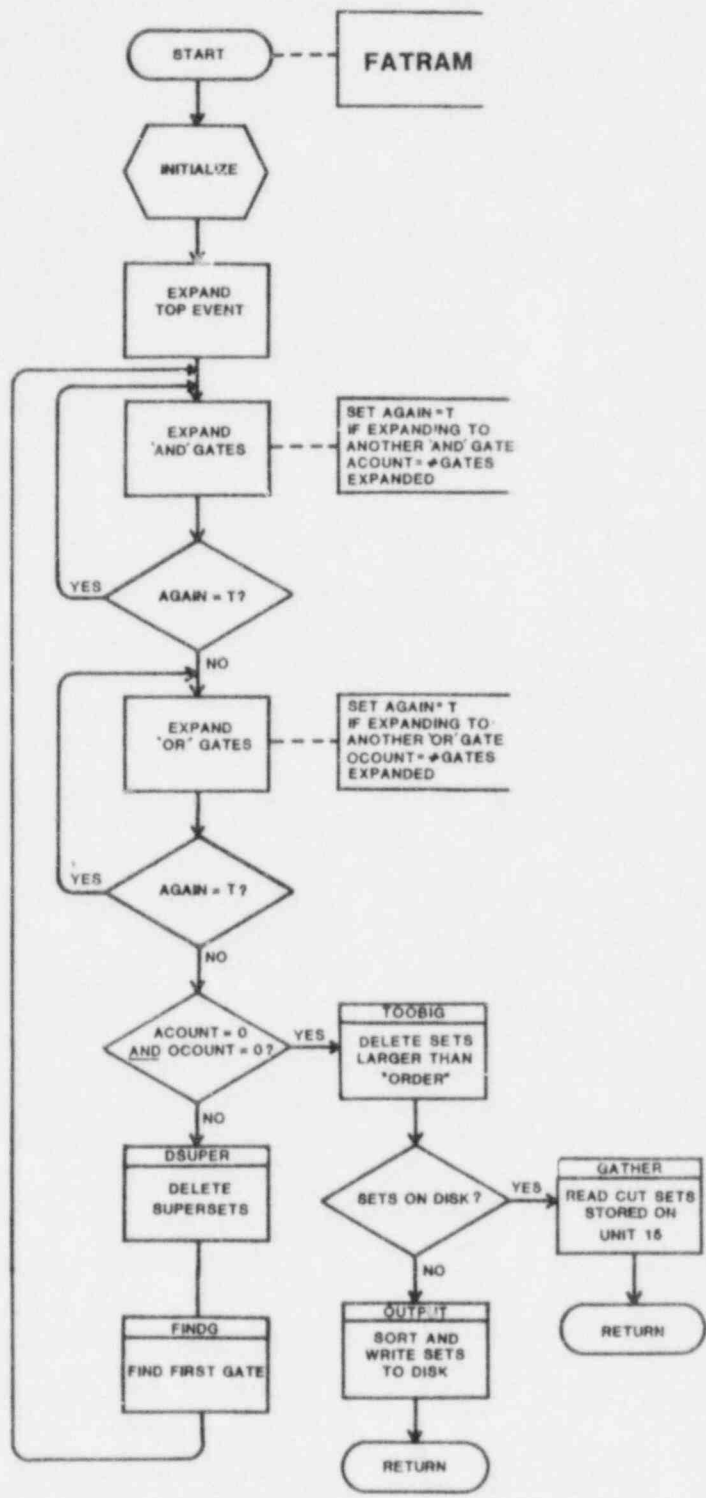 START
FATRAM
INITIALIZE
EXPAND
TOP EVENT
EXPAND
'AND' GATES
SET AGAIN = T
IF EXPANDING TO
ANOTHER 'AND' GATE
ACOUNT = #GATES
EXPANDED
YES
AGAIN = T?
NO
EXPAND
"OR" GATES
SET AGAIN = T
IF EXPANDING TO
ANOTHER 'OR' GATE
OCOUNT = #GATES
EXPANDED
YES
AGAIN = T?
NO
ACOUNT = 0
AND OCOUNT = 0?
YES
TOOBIG
DELETE SETS
LARGER THAN
"ORDER"
NO
DSUPER
DELETE
SUPERSETS
SETS ON DISK?
YES
GATHER
READ CUT SETS
STORED ON
UNIT 15
NO
FINDG
FIND FIRST GATE
OUTPUT
SORT AND
WRITE SETS
TO DISK
RETURN
RETURN